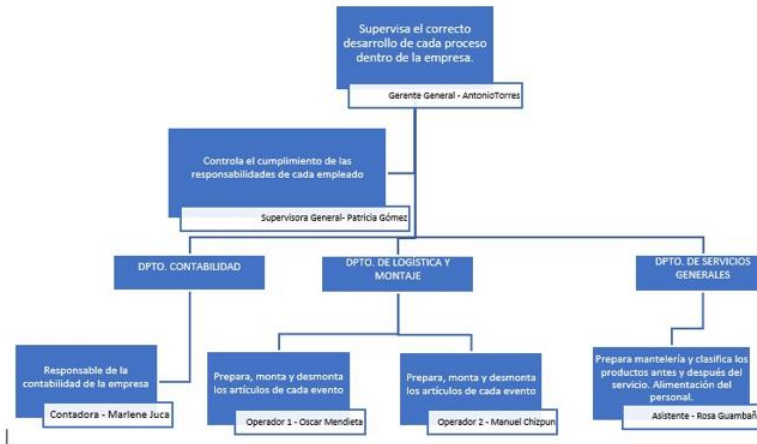 Supervisa el correcto
desarrollo de cada proceso
dentro de la empresa.
Gerente General - AntonioTorres
Controla el cumplimiento de las
responsabilidades de cada empleado
Supervisora General- Patricia Gómez
DPTO. CONTABILIDAD
DPTO. DE LOGÍSTICA Y
MONTAJE
DPTO. DE SERVICIOS
GENERALES
Responsable de la
contabilidad de la empresa
Contadora - Marlene Juca
Prepara, monta y desmonta
los artículos de cada evento
Operador 1 - Oscar Mendieta
Prepara, monta y desmonta
los artículos de cada evento
Operador 2 - Manuel Chizpun
Prepara mantelería y clasifica los
productos antes y después del
servicio. Alimentación del
personal.
Asistente - Rosa Guambañ